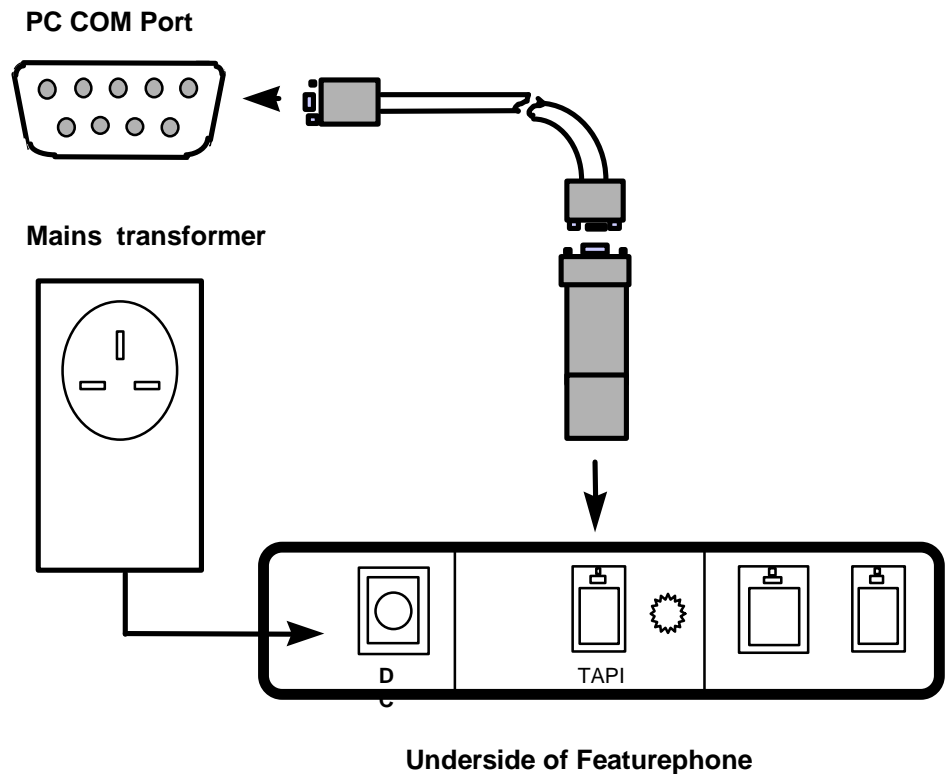 PC COM Port
Mains transformer
D
C
TAPI
Underside of Featurephone